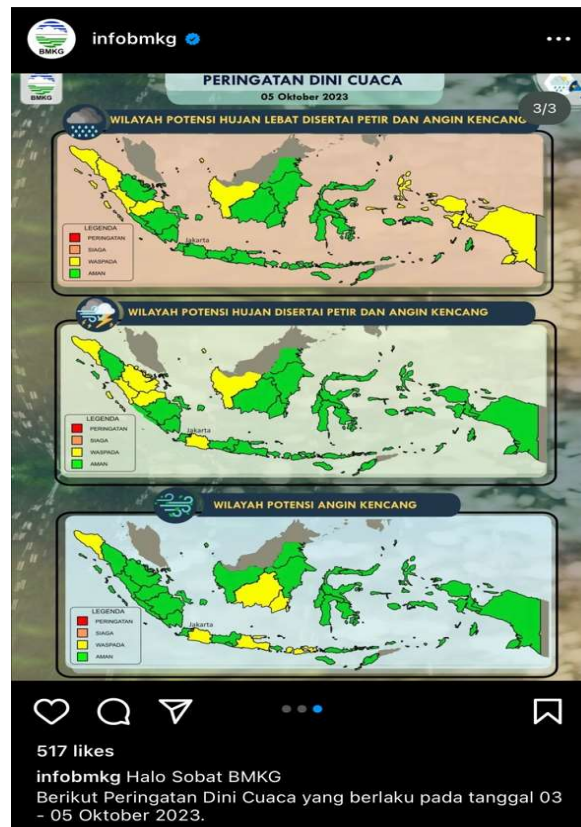 BMKG
infobmkg
BMKG
PERINGATAN DINI CUACA
05 Oktober 2023
3/3
WILAYAH POTENSI HUJAN LEBAT DISERTAI PETIR DAN ANGIN KENCANG
Jakarta
LEGENDA
PERINGATAN
SIAGA
WASPADA
AMAN
WILAYAH POTENSI HUJAN DISERTAI PETIR DAN ANGIN KENCANG
Jakarta
LEGENDA
PERINGATAN
SIAGA
WASPADA
AMAN
WILAYAH POTENSI ANGIN KENCANG
Jakarta
LEGENDA
PERINGATAN
SIAGA
WASPADA
AMAN
517 likes
infobmkg Halo Sobat BMKG
Berikut Peringatan Dini Cuaca yang berlaku pada tanggal 03
- 05 Oktober 2023.